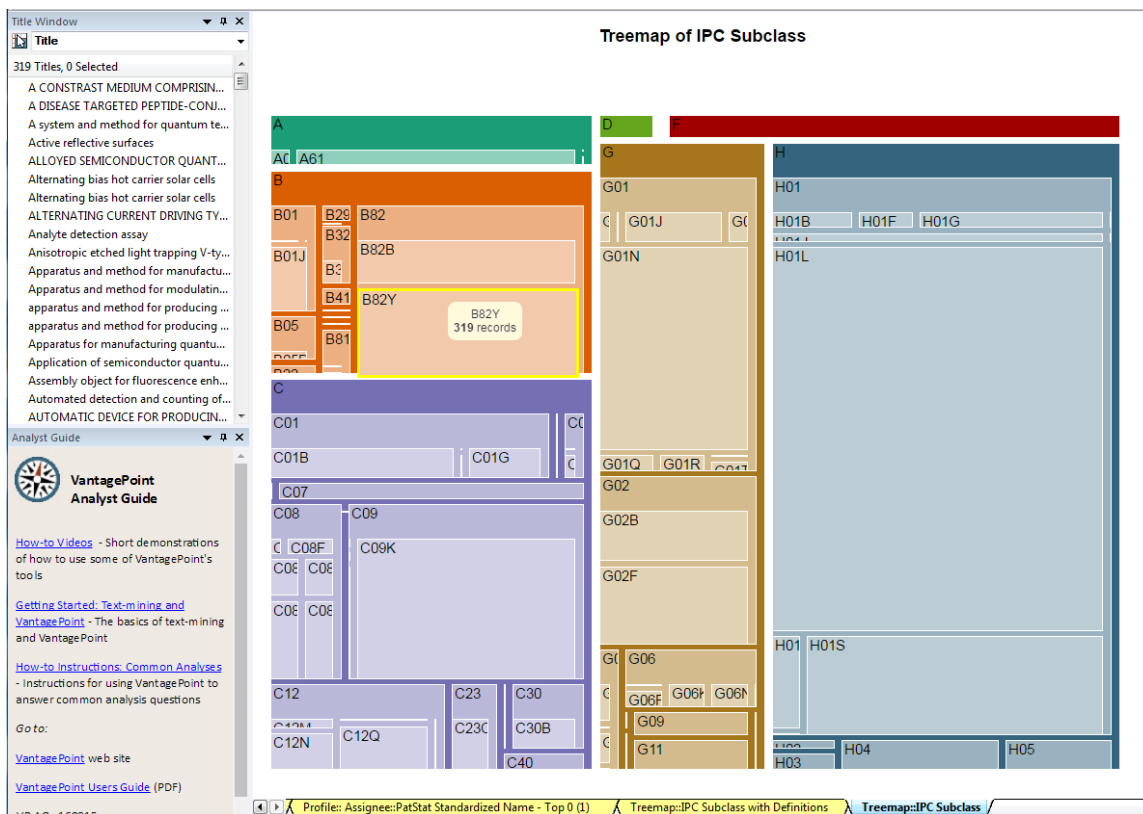 Title Window
Title
319 Titles, 0 Selected
A CONSTRAST MEDIUM COMPRISIN...
A DISEASE TARGETED PEPTIDE-CONJ...
A system and method for quantum te...
Active reflective surfaces
ALLOYED SEMICONDUCTOR QUANT...
Alternating bias hot carrier solar cells
Alternating bias hot carrier solar cells
ALTERNATING CURRENT DRIVING TY...
Analyte detection assay
Anisotropic etched light trapping V-ty...
Apparatus and method for manufactu...
Apparatus and method for modulatin...
apparatus and method for producing ...
apparatus and method for producing ...
Apparatus for manufacturing quantu...
Application of semiconductor quantu...
Assembly object for fluorescence enh...
Automated detection and counting of...
AUTOMATIC DEVICE FOR PRODUCIN...
Analyst Guide
VantagePoint
Analyst Guide
How-to Videos - Short demonstrations
of how to use some of VantagePoint's
tools
Getting Started: Text-mining and
VantagePoint - The basics of text-mining
and VantagePoint
How-to Instructions: Common Analyses
- Instructions for using VantagePoint to
answer common analysis questions
Go to:
VantagePoint web site
VantagePoint Users Guide (PDF)
Treemap of IPC Subclass
A
A61
B
B01
B29
B82
B32
B01J
B82B
B41
B82Y
B82Y
319 records
B05
B81
C
C01
C01B
C01G
C07
C08
C09
C08F
C09K
C08 C08
C08 C08
C12
C23
C30
C12N
C12Q
C30B
C40
D
F
G
G01
G01J
G01N
G01Q
G01R
G02
G02B
G02F
G06
G09
G11
H
H01
H01B
H01F
H01G
H01L
H01
H01S
H03
H04
H05
Profile:: Assignee::PatStat Standardized Name - Top 0 (1)
Treemap::IPC Subclass with Definitions
Treemap::IPC Subclass